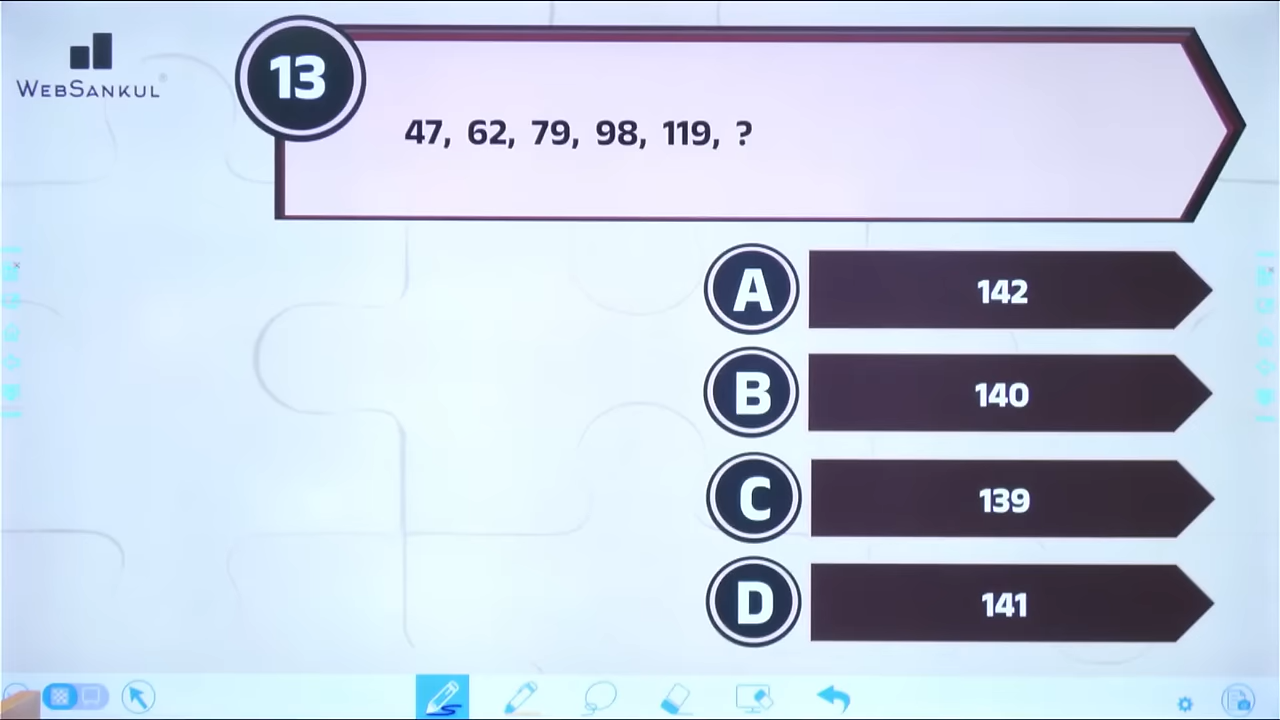 WEBSANKUL
13
47, 62, 79, 98, 119, ?
A
142
B
140
C
139
D
141